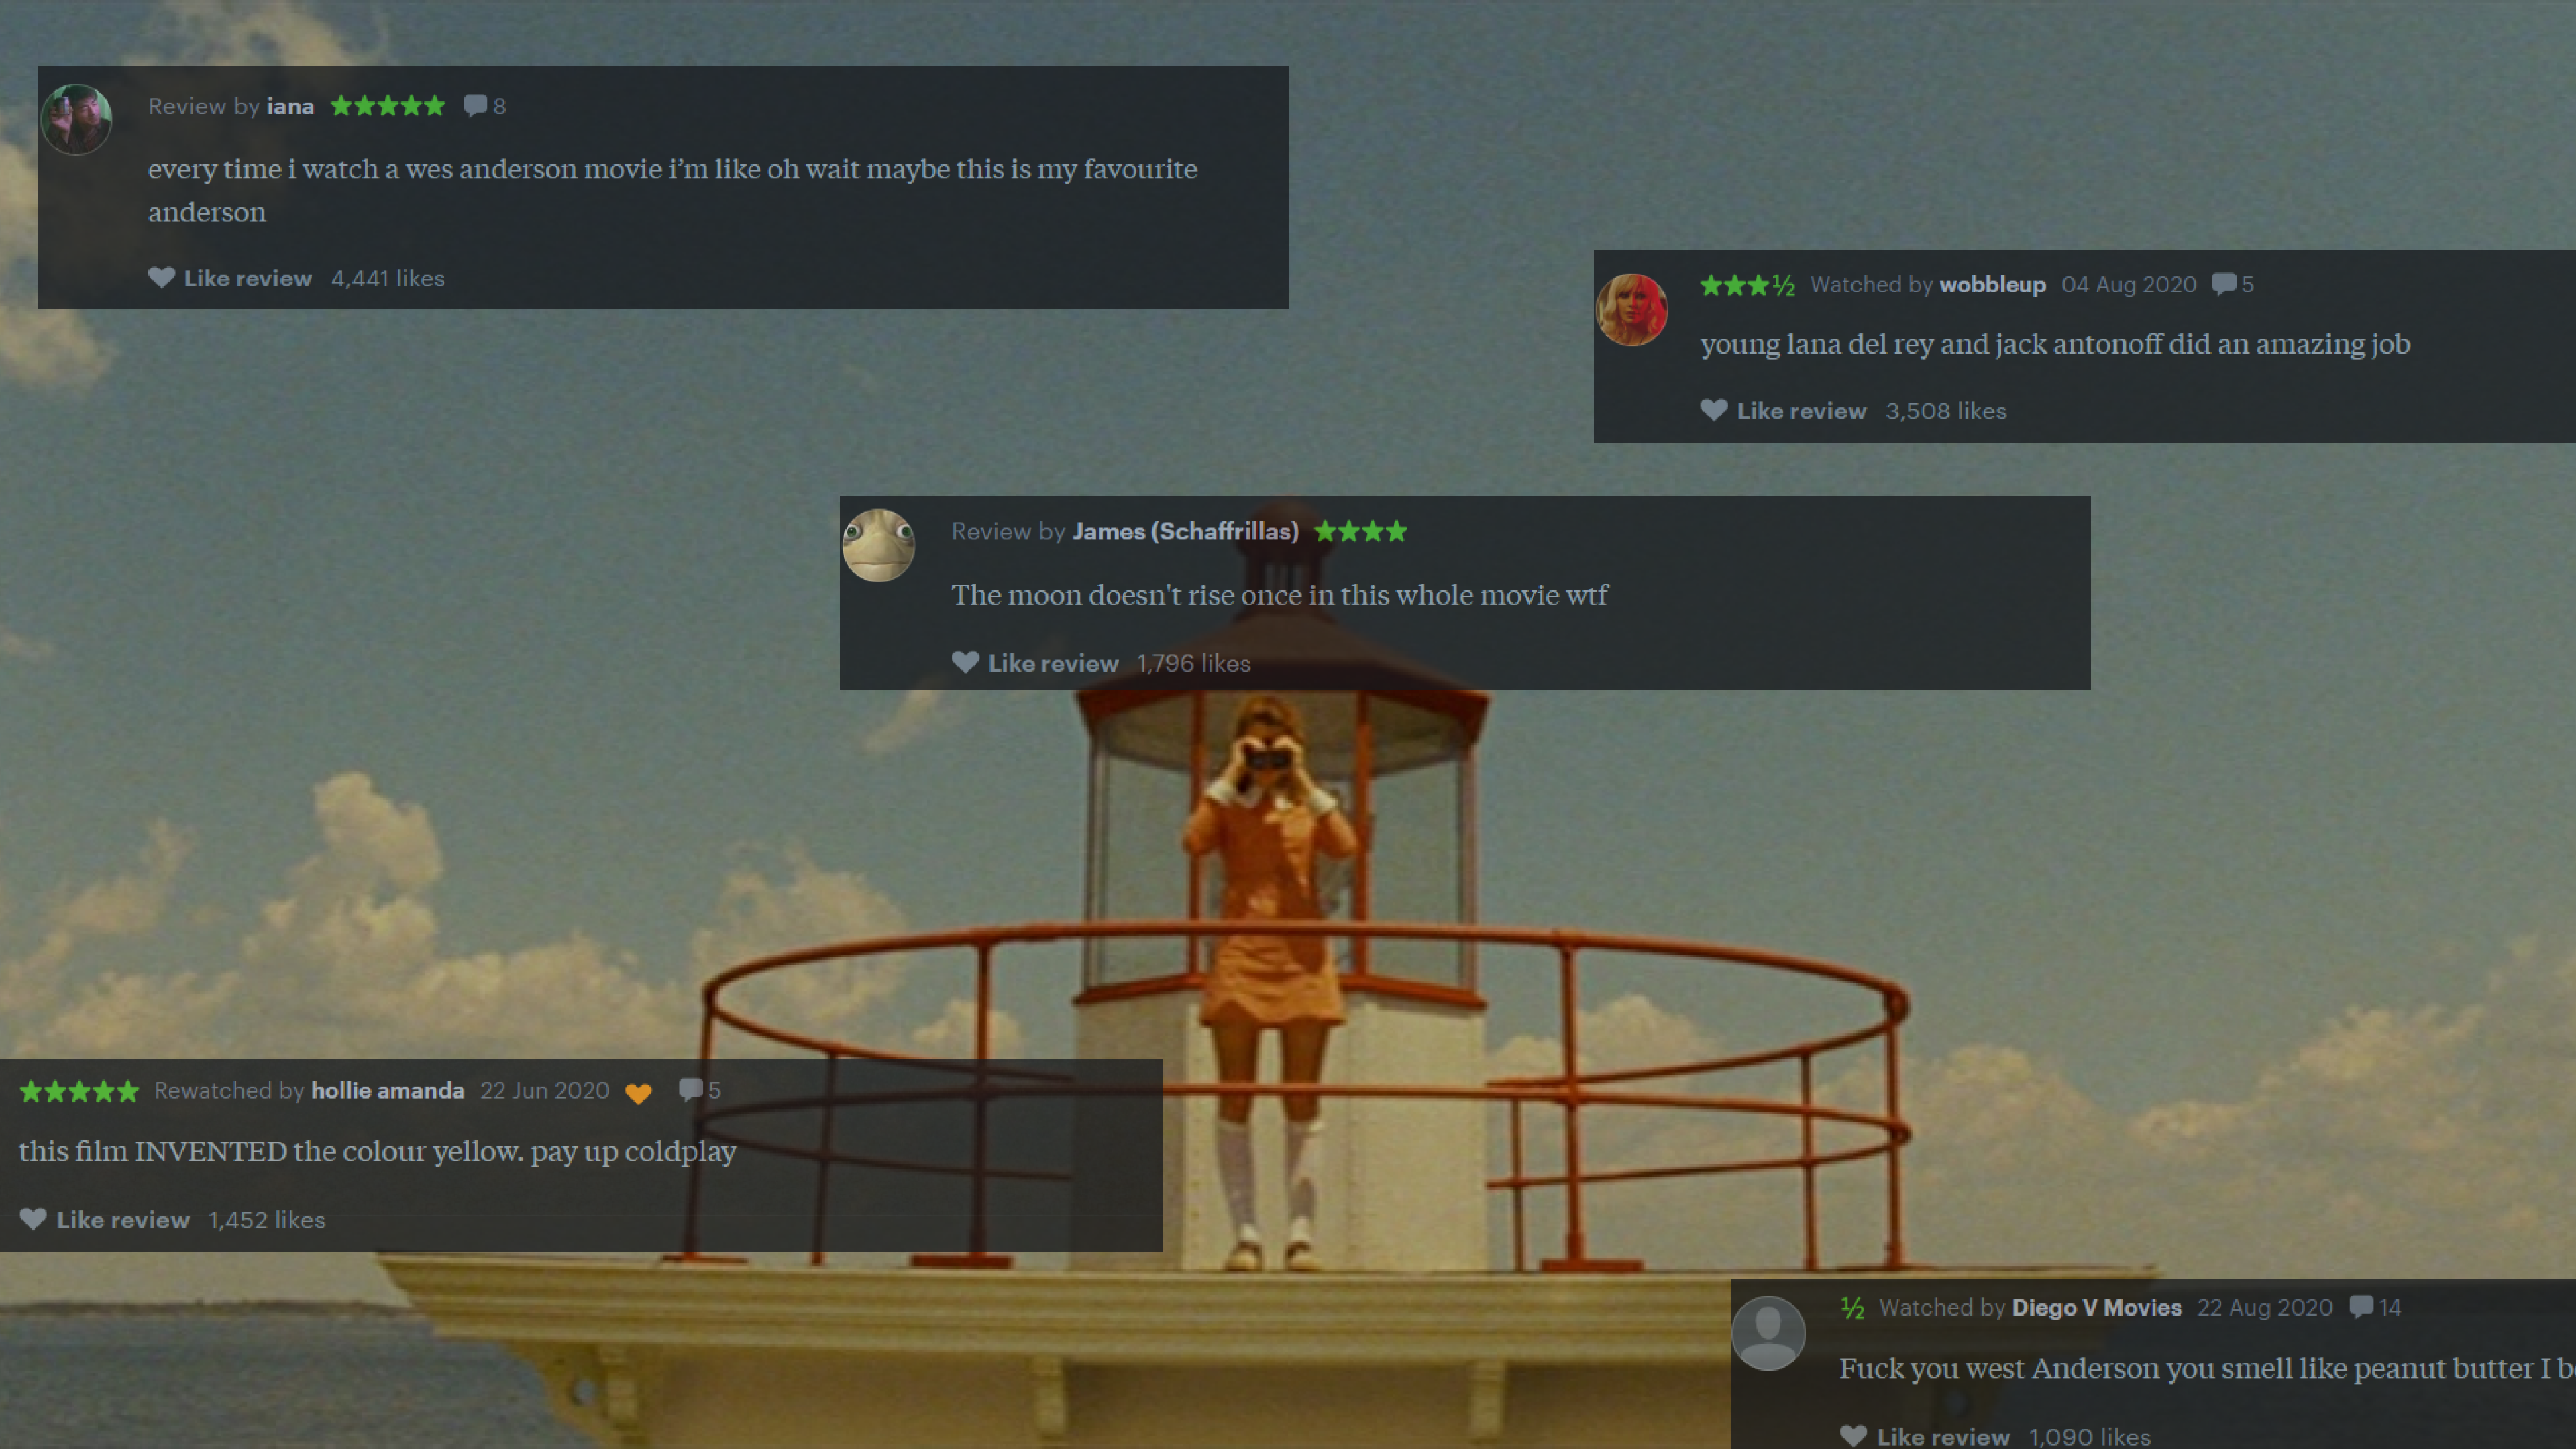 Review by iana ★★★★★ 8
every time i watch a wes anderson movie i’m like oh wait maybe this is my favourite
anderson
Like review 4,441 likes
★★★½ Watched by wobbleup 04 Aug 2020 5
young lana del rey and jack antonoff did an amazing job
Like review 3,508 likes
Review by James (Schaffrillas) ★★★★
The moon doesn't rise once in this whole movie wtf
Like review 1,796 likes
★★★★★ Rewatched by hollie amanda 22 Jun 2020 5
this film INVENTED the colour yellow. pay up coldplay
Like review 1,452 likes
½ Watched by Diego V Movies 22 Aug 2020 14
Fuck you west Anderson you smell like peanut butter I
Like review 1,090 likes